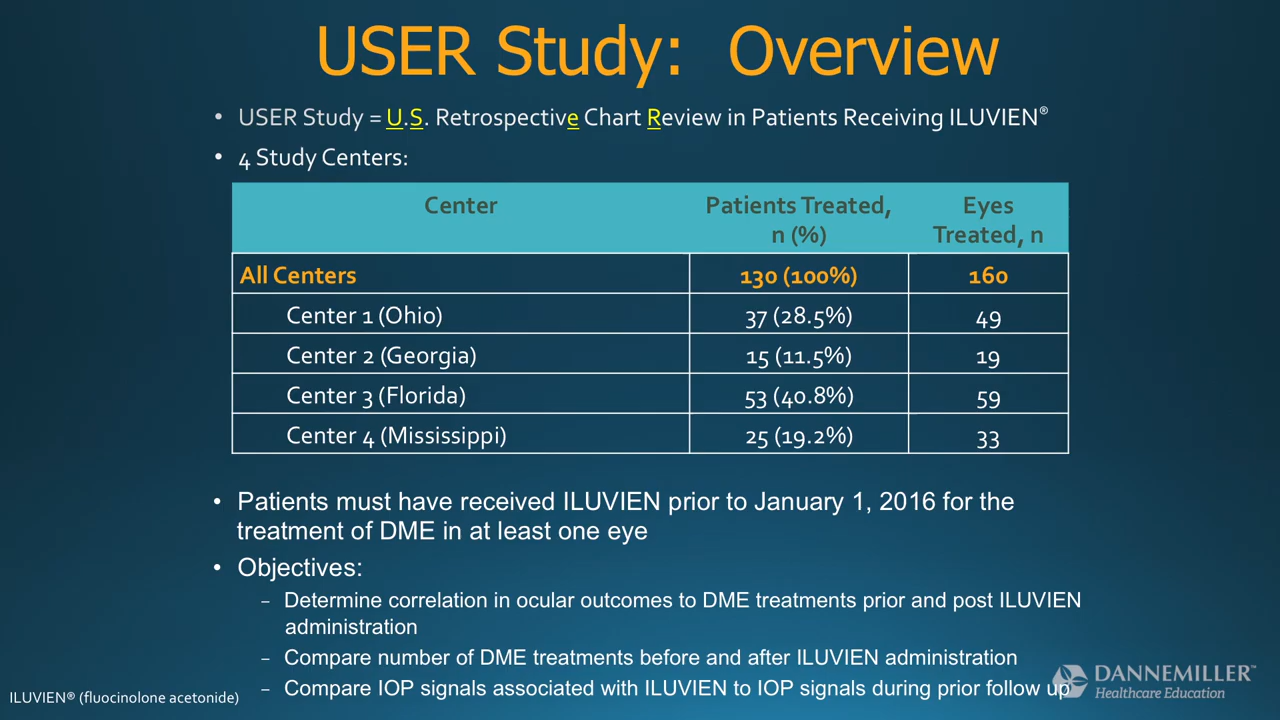 USER Study: Overview
• USER Study = U.S. Retrospective Chart Review in Patients Receiving ILUVIEN®
• 4 Study Centers:
Center Patients Treated, n (%) Eyes Treated, n
All Centers 130 (100%) 160
Center 1 (Ohio) 37 (28.5%) 49
Center 2 (Georgia) 15 (11.5%) 19
Center 3 (Florida) 53 (40.8%) 59
Center 4 (Mississippi) 25 (19.2%) 33
• Patients must have received ILUVIEN prior to January 1, 2016 for the
treatment of DME in at least one eye
• Objectives:
– Determine correlation in ocular outcomes to DME treatments prior and post ILUVIEN
administration
– Compare number of DME treatments before and after ILUVIEN administration
– Compare IOP signals associated with ILUVIEN to IOP signals during prior follow up
ILUVIEN® (fluocinolone acetonide)
DANNEMILLER™
Healthcare Education